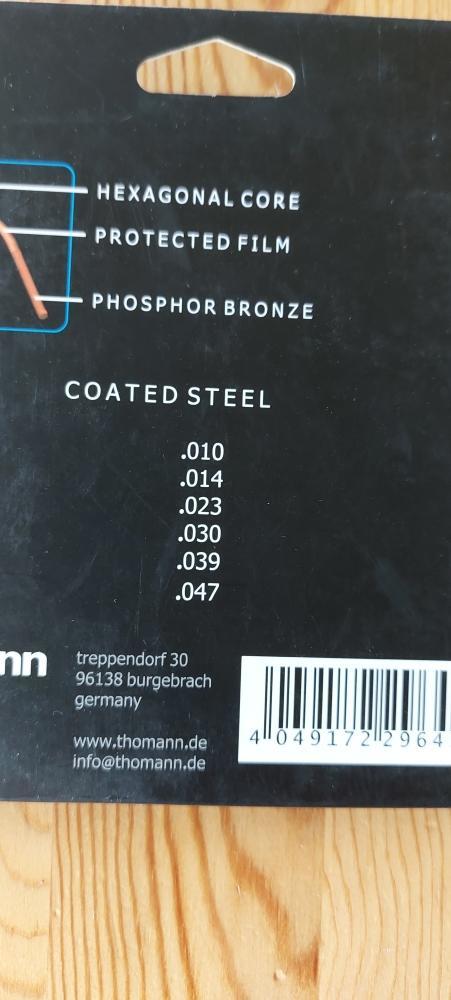 HEXAGONAL CORE
PROTECTED FILM
PHOSPHOR BRONZE
COATED STEEL
.010
.014
.023
.030
.039
.047
nn
treppendorf 30
96138 burgebrach
germany
www.thomann.de
info@thomann.de
4 049172 2964